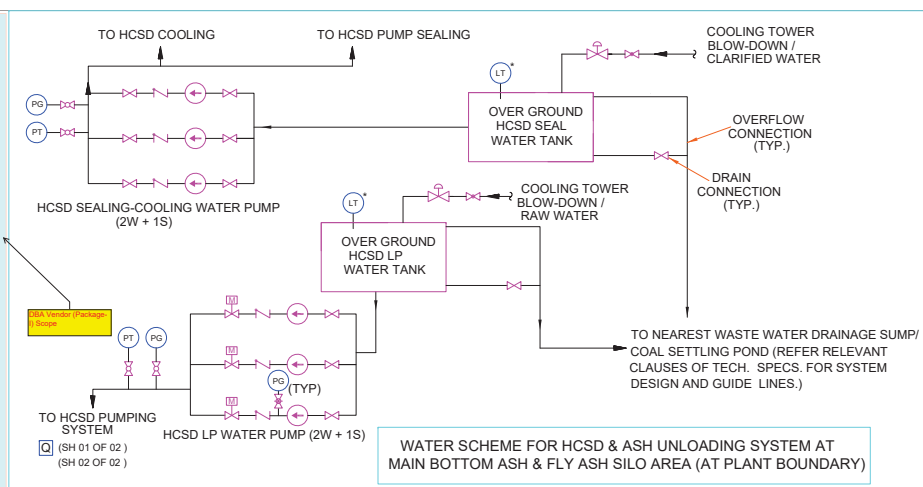 TO HCSD COOLING
TO HCSD PUMP SEALING
COOLING TOWER
BLOW-DOWN /
CLARIFIED WATER
LT*
PG
PT
OVER GROUND
HCSD SEAL
WATER TANK
OVERFLOW
CONNECTION
(TYP.)
DRAIN
CONNECTION
(TYP.)
HCSD SEALING-COOLING WATER PUMP
(2W + 1S)
LT*
COOLING TOWER
BLOW-DOWN /
RAW WATER
OVER GROUND
HCSD LP
WATER TANK
DBA Vendor (Package-
I) Scope
M
PT
PG
M
PG
(TYP)
M
TO NEAREST WASTE WATER DRAINAGE SUMP/
COAL SETTLING POND (REFER RELEVANT
CLAUSES OF TECH. SPECS. FOR SYSTEM
DESIGN AND GUIDE LINES.)
TO HCSD PUMPING
SYSTEM
Q (SH 01 OF 02 )
(SH 02 OF 02 )
HCSD LP WATER PUMP (2W + 1S)
WATER SCHEME FOR HCSD & ASH UNLOADING SYSTEM AT
MAIN BOTTOM ASH & FLY ASH SILO AREA (AT PLANT BOUNDARY)